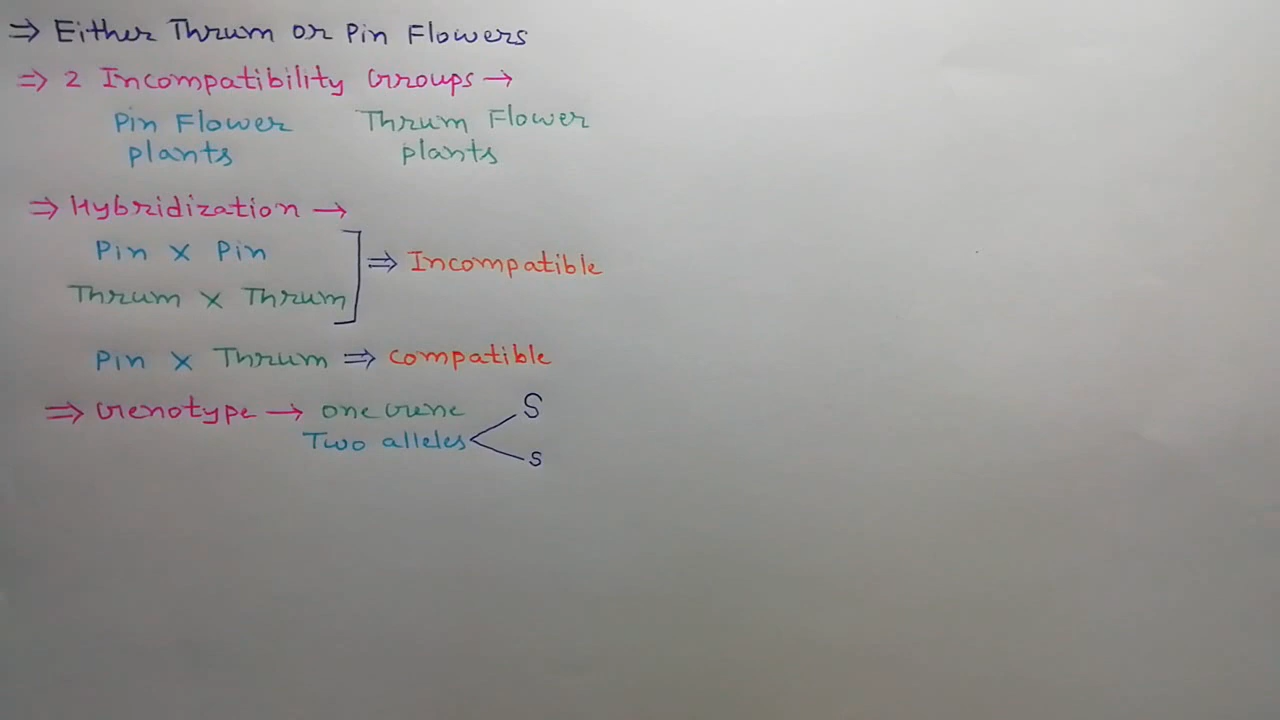 ⇒ Either Thrum or Pin Flowers
⇒ 2 Incompatibility Groups →
Pin Flower plants
Thrum Flower plants
⇒ Hybridization →
Pin × Pin
Thrum × Thrum ⇒ Incompatible
Pin × Thrum ⇒ compatible
⇒ Genotype → one Gene
Two alleles
S
s